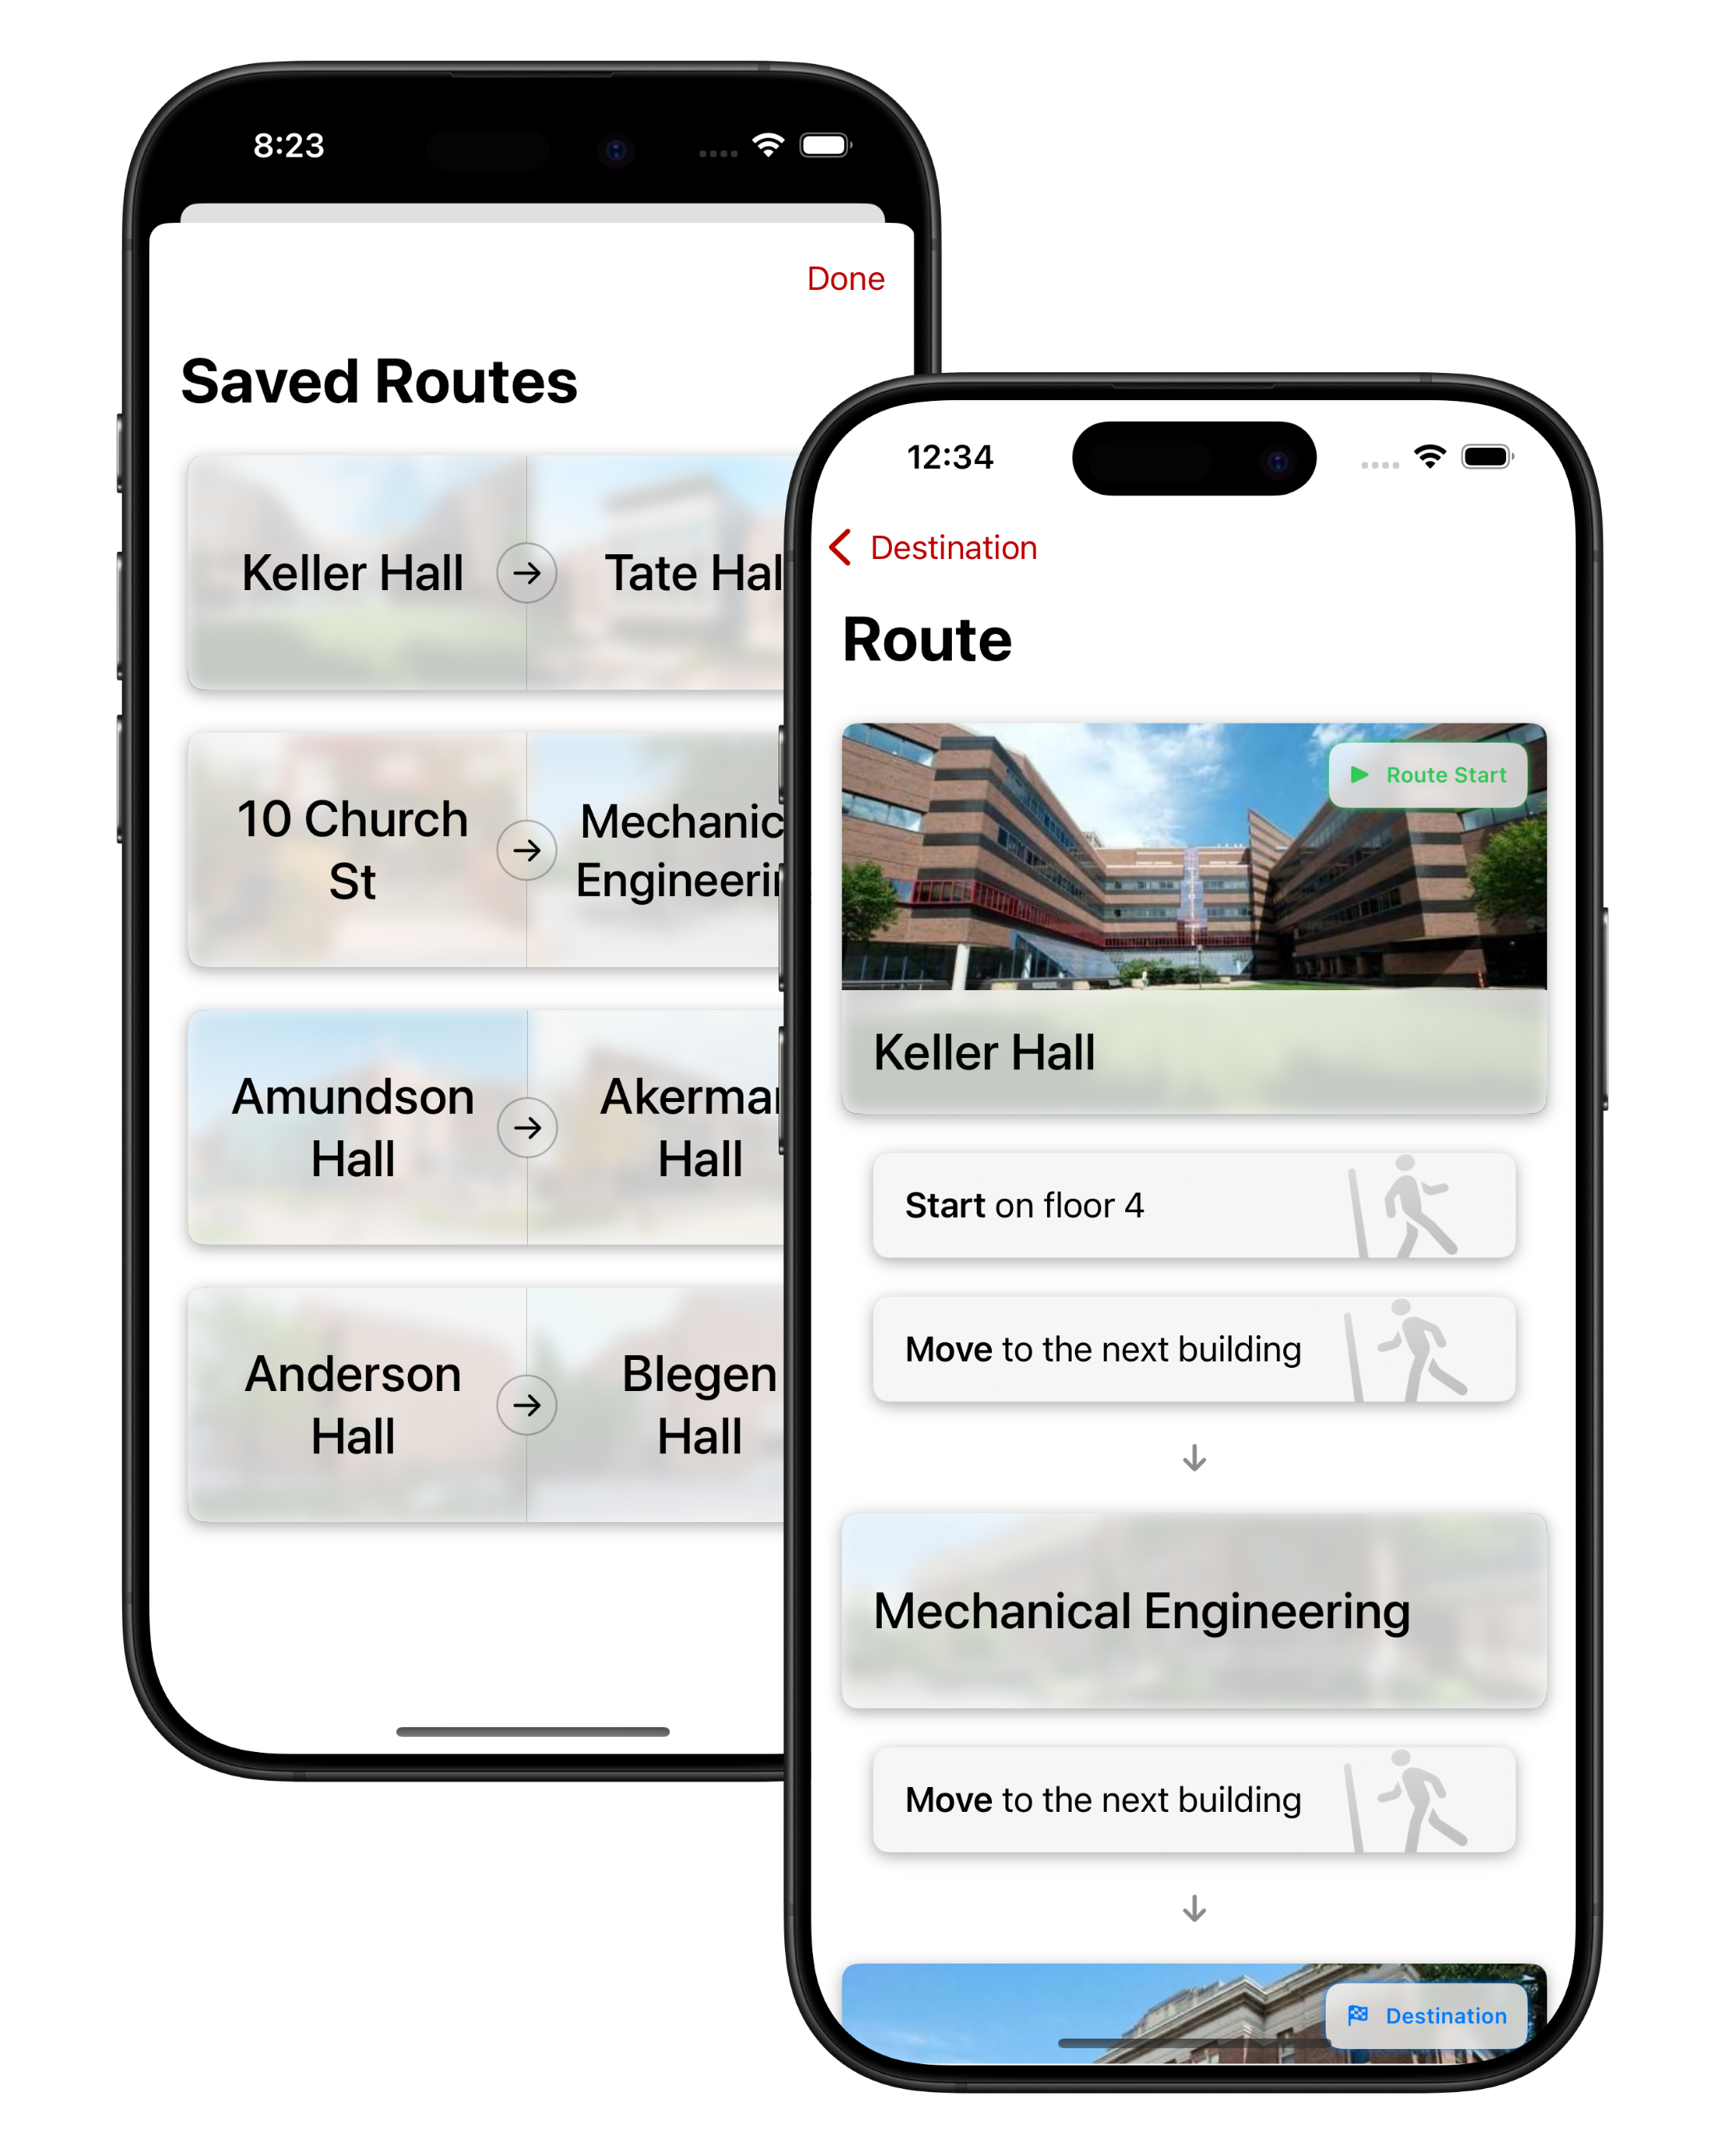 8:23
Done
Saved Routes
Keller Hall
Tate Hal
10 Church
St
Mechanic
Engineerin
Amundson
Hall
Akerman
Hall
Anderson
Hall
Blegen
Hall
12:34
Destination
Route
Route Start
Keller Hall
Start on floor 4
Move to the next building
Mechanical Engineering
Move to the next building
Destination